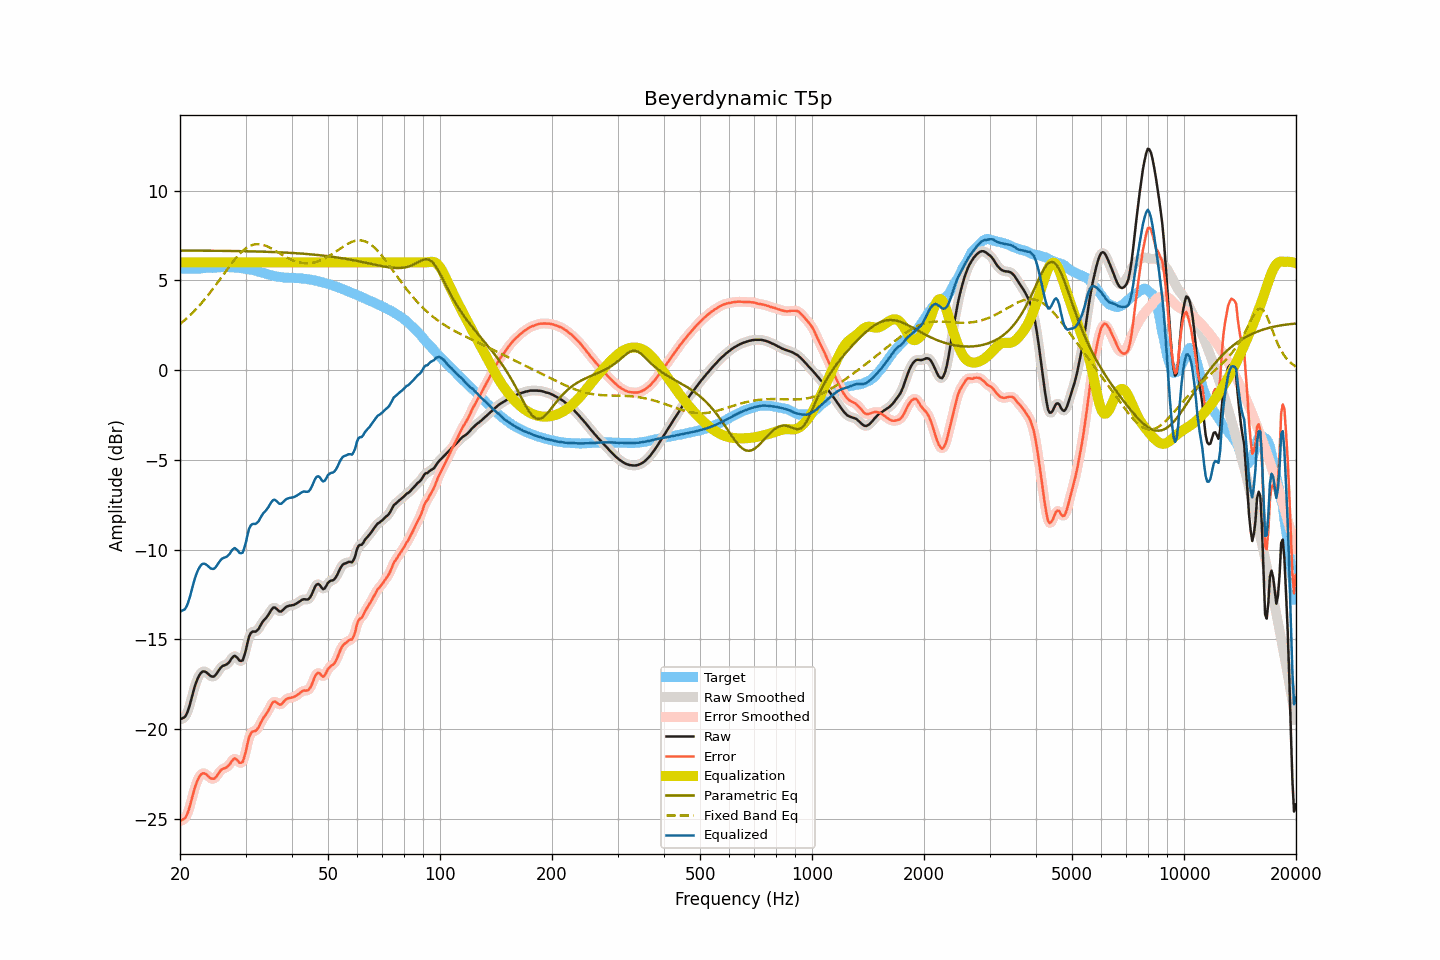 Beyerdynamic T5p
Amplitude (dBr)
10
5
0
−5
−10
−15
−20
−25
Target
Raw Smoothed
Error Smoothed
Raw
Error
Equalization
Parametric Eq
Fixed Band Eq
Equalized
20 50 100 200 500 1000 2000 5000 10000 20000
Frequency (Hz)